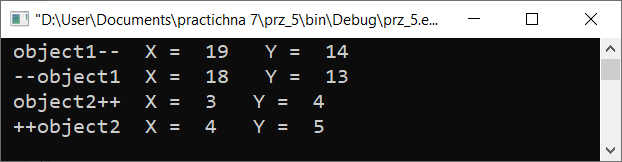 "D:\User\Documents\practichna 7\prz_5\bin\Debug\prz_5.e...
object1--  X =  19   Y =  14
--object1  X =  18   Y =  13
object2++  X =  3   Y =  4
++object2  X =  4   Y =  5